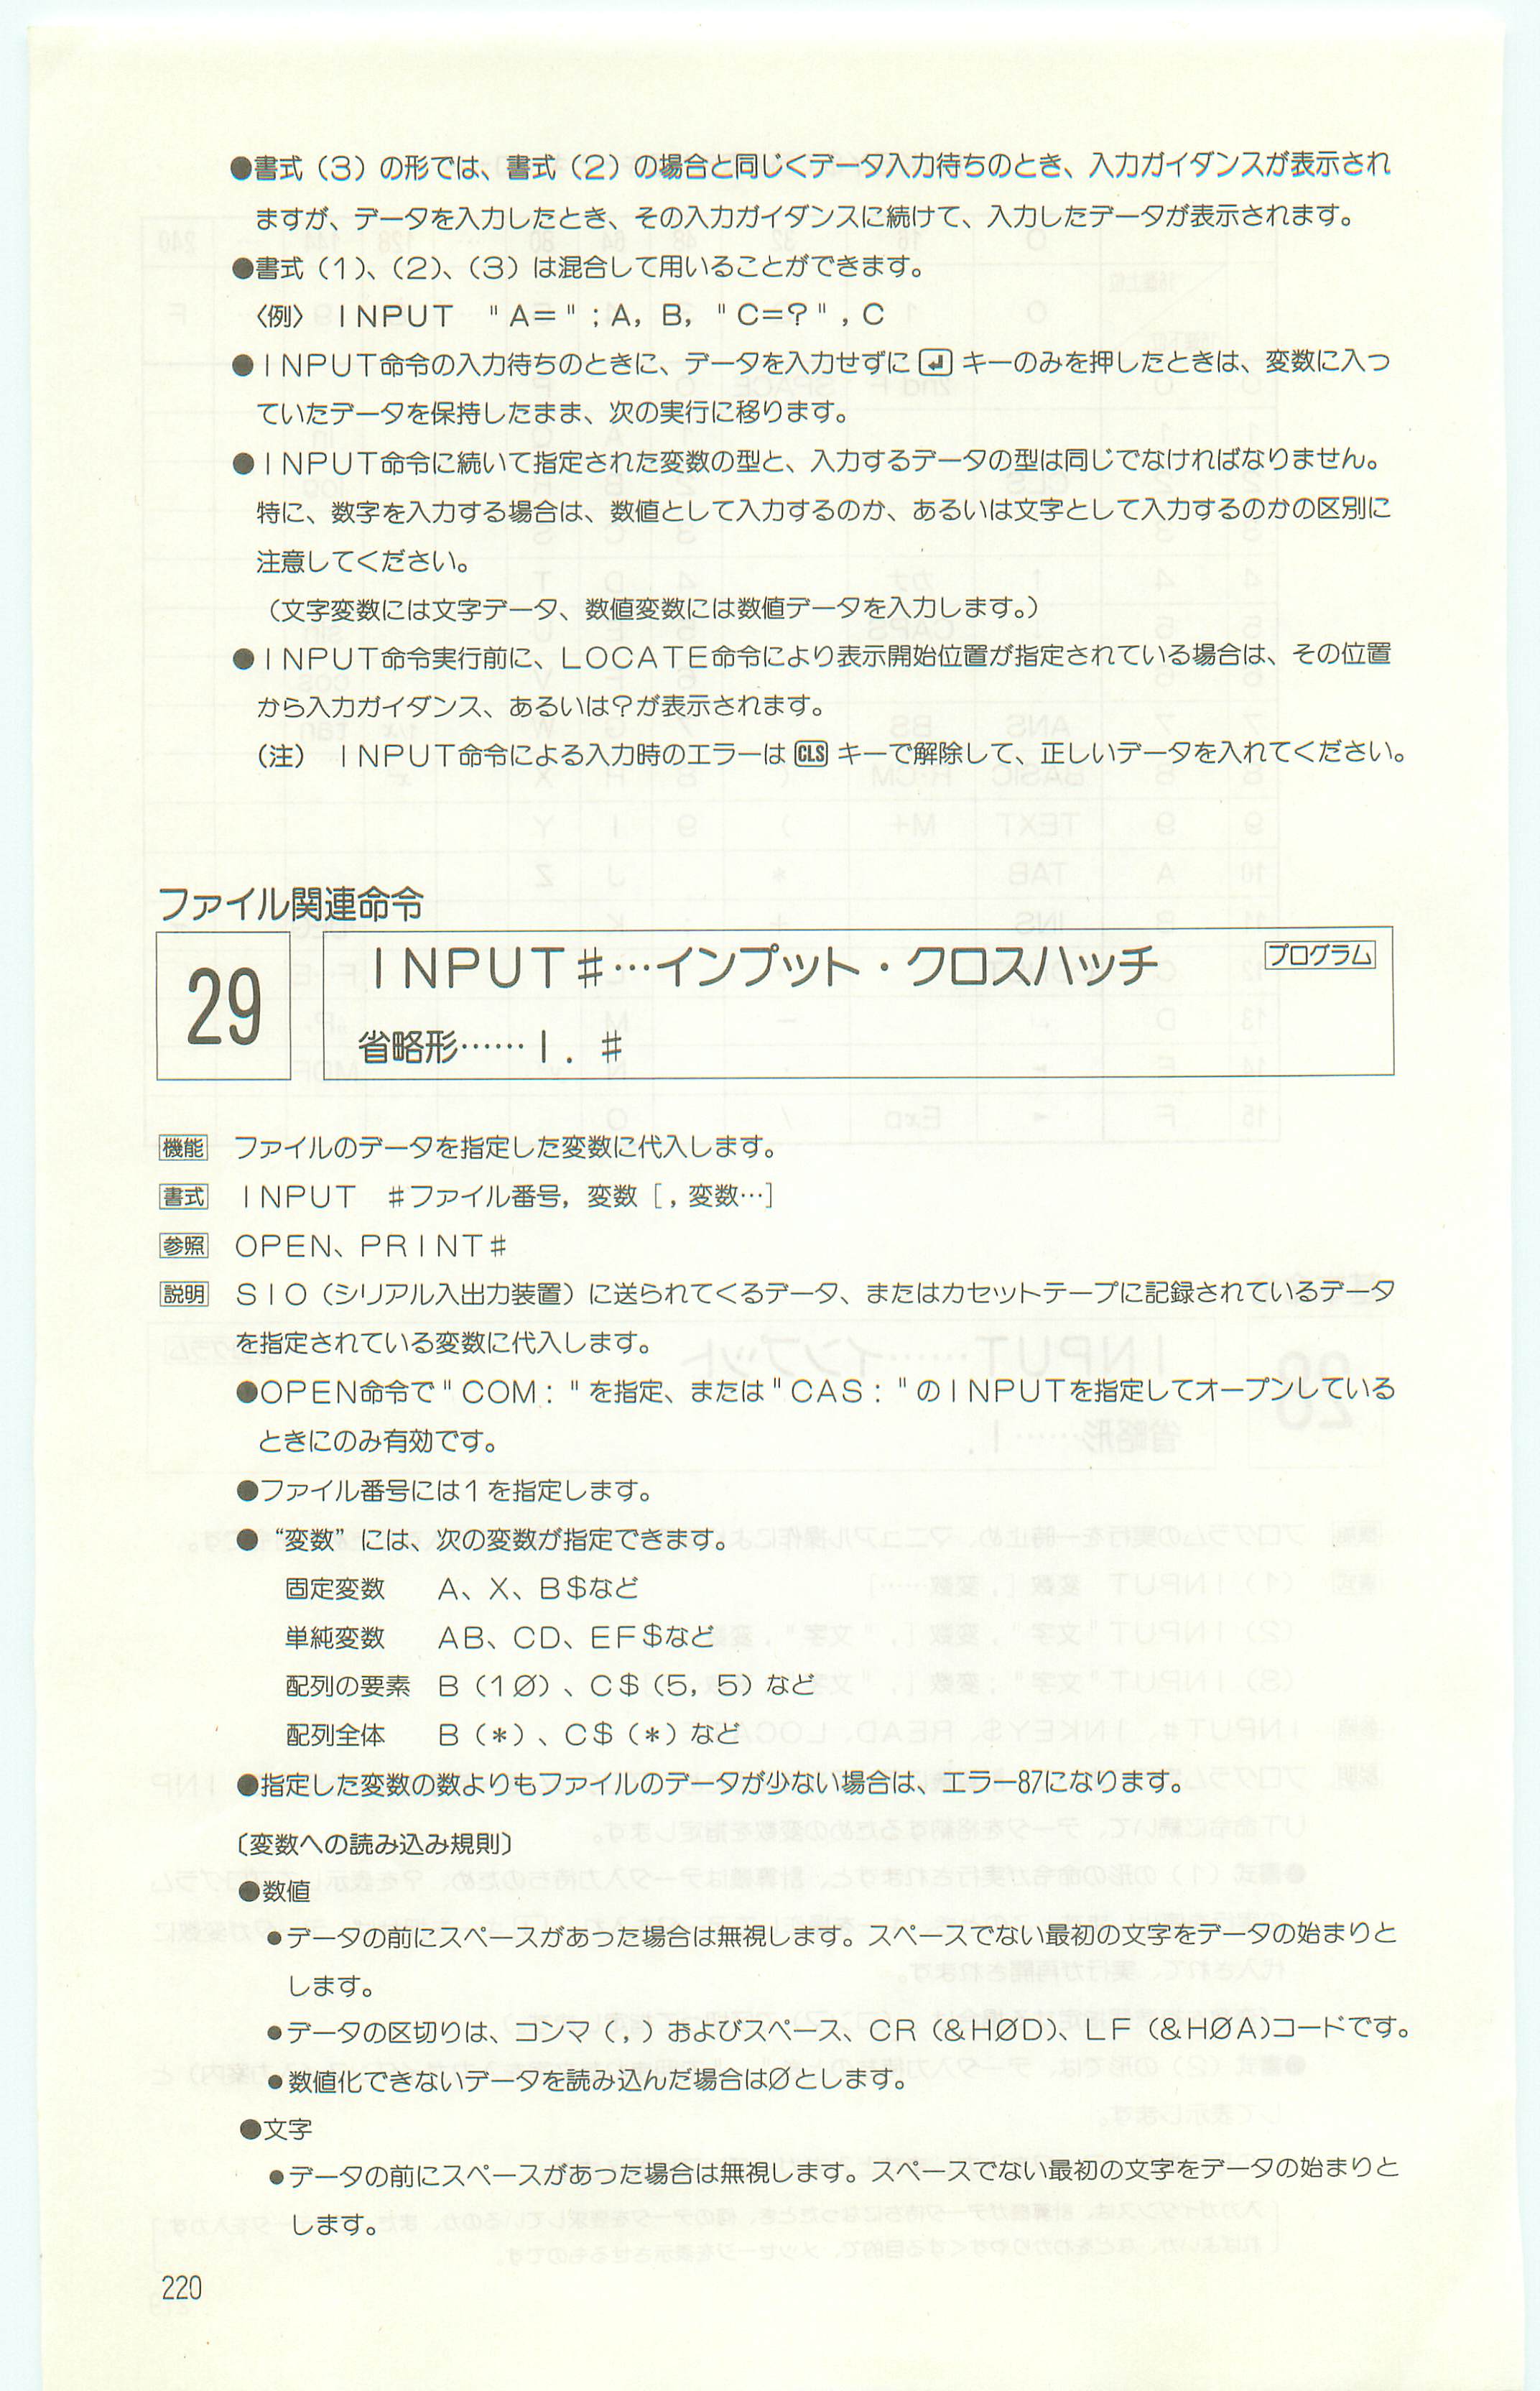 ●書式（3）の形では、書式（2）の場合と同じくデータ入力待ちのとき、入力ガイダンスが表示され
ますが、データを入力したとき、その入力ガイダンスに続けて、入力したデータが表示されます。
●書式（1）、（2）、（3）は混合して用いることができます。
〈例〉 INPUT "A=";A, B, "C=?", C
●INPUT命令の入力待ちのときに、データを入力せずに ↵ キーのみを押したときは、変数に入っ
ていたデータを保持したまま、次の実行に移ります。
●INPUT命令に続いて指定された変数の型と、入力するデータの型は同じでなければなりません。
特に、数字を入力する場合は、数値として入力するのか、あるいは文字として入力するのかの区別に
注意してください。
（文字変数には文字データ、数値変数には数値データを入力します。）
●INPUT命令実行前に、LOCATE命令により表示開始位置が指定されている場合は、その位置
から入力ガイダンス、あるいは?が表示されます。
（注） INPUT命令による入力時のエラーは CLS キーで解除して、正しいデータを入れてください。
ファイル関連命令
29
INPUT♯…インプット・クロスハッチ
プログラム
省略形……I. ♯
機能 ファイルのデータを指定した変数に代入します。
書式 INPUT ♯ファイル番号, 変数［, 変数…］
参照 OPEN、PRINT♯
説明 SIO（シリアル入出力装置）に送られてくるデータ、またはカセットテープに記録されているデータ
を指定されている変数に代入します。
●OPEN命令で"COM: "を指定、または"CAS: "のINPUTを指定してオープンしている
ときにのみ有効です。
●ファイル番号には1を指定します。
● “変数” には、次の変数が指定できます。
固定変数 A、X、B$など
単純変数 AB、CD、EF$など
配列の要素 B（10）、C$（5, 5）など
配列全体 B（*）、C$（*）など
●指定した変数の数よりもファイルのデータが少ない場合は、エラー87になります。
〔変数への読み込み規則〕
●数値
●データの前にスペースがあった場合は無視します。スペースでない最初の文字をデータの始まりと
します。
●データの区切りは、コンマ（,）およびスペース、CR（&H0D）、LF（&H0A）コードです。
●数値化できないデータを読み込んだ場合は0とします。
●文字
●データの前にスペースがあった場合は無視します。スペースでない最初の文字をデータの始まりと
します。
220